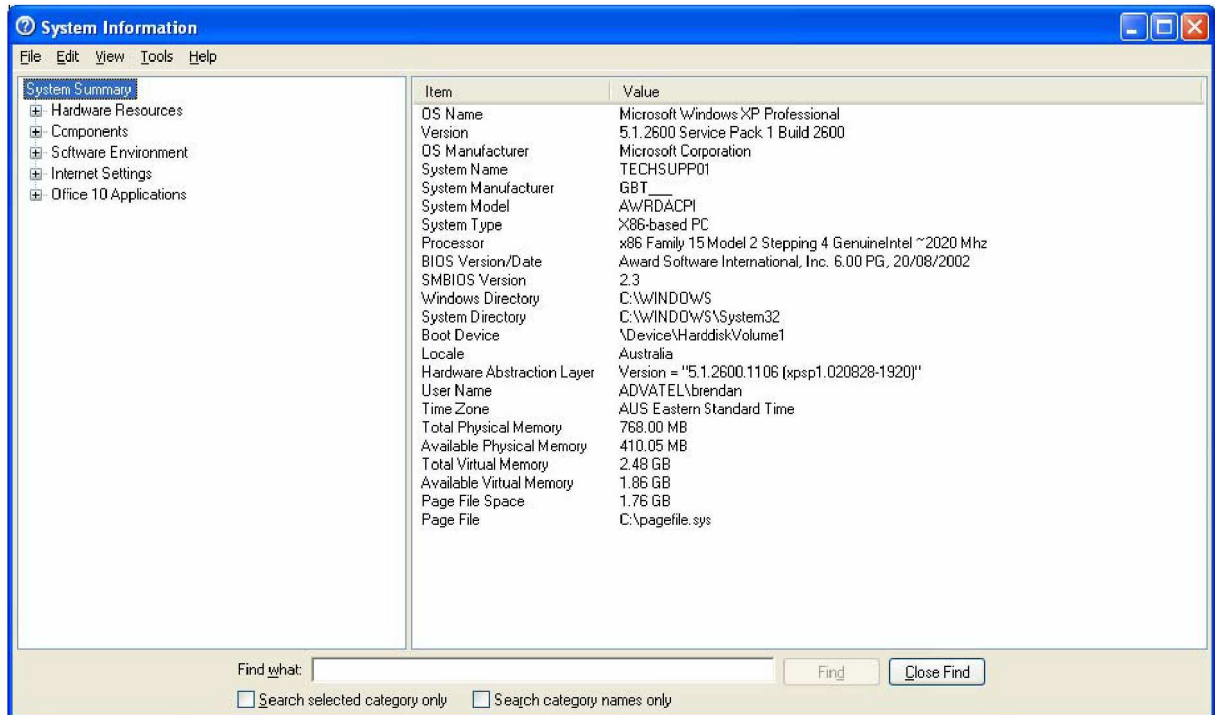 System Information
File Edit View Tools Help
System Summary
Hardware Resources
Components
Software Environment
Internet Settings
Office 10 Applications
Item Value
OS Name Microsoft Windows XP Professional
Version 5.1.2600 Service Pack 1 Build 2600
OS Manufacturer Microsoft Corporation
System Name TECHSUPP01
System Manufacturer GBT___
System Model AWRDACPI
System Type X86-based PC
Processor x86 Family 15 Model 2 Stepping 4 GenuineIntel ~2020 Mhz
BIOS Version/Date Award Software International, Inc. 6.00 PG, 20/08/2002
SMBIOS Version 2.3
Windows Directory C:\WINDOWS
System Directory C:\WINDOWS\System32
Boot Device \Device\HarddiskVolume1
Locale Australia
Hardware Abstraction Layer Version = "5.1.2600.1106 (xpsp1.020828-1920)"
User Name ADVATEL\brendan
Time Zone AUS Eastern Standard Time
Total Physical Memory 768.00 MB
Available Physical Memory 410.05 MB
Total Virtual Memory 2.48 GB
Available Virtual Memory 1.86 GB
Page File Space 1.76 GB
Page File C:\pagefile.sys
Find what: Find Close Find
Search selected category only Search category names only